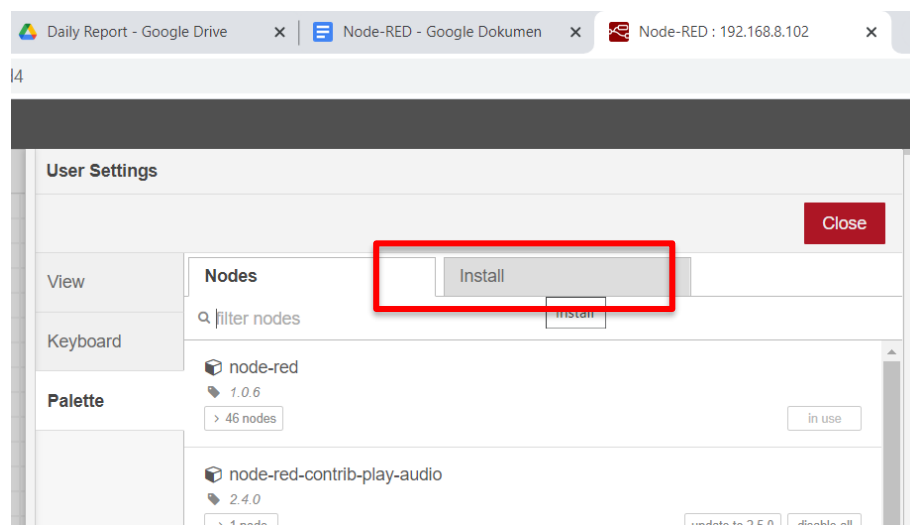 Daily Report - Google Drive
Node-RED - Google Dokumen
Node-RED : 192.168.8.102
l4
User Settings
Close
View
Nodes
Install
filter nodes
Install
Keyboard
node-red
1.0.6
Palette
> 46 nodes
in use
node-red-contrib-play-audio
2.4.0
> 1 node
update to 2.5.0
disable all